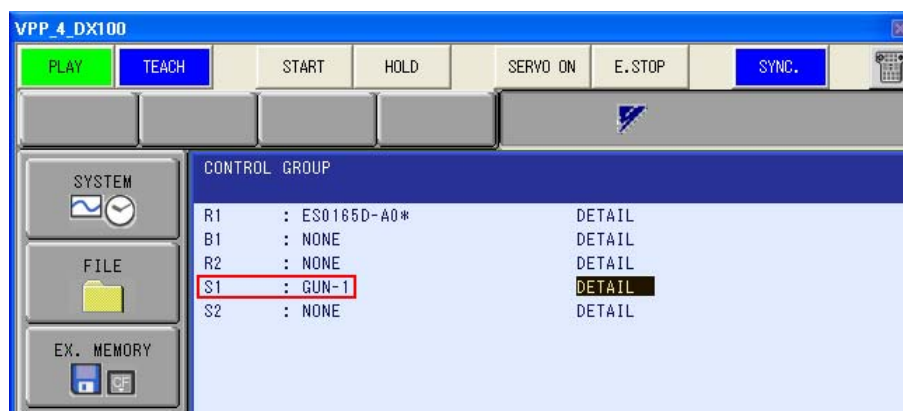 VPP_4_DX100
PLAY TEACH START HOLD SERVO ON E.STOP SYNC.
SYSTEM
FILE
EX. MEMORY
CF
CONTROL GROUP
R1 : ES0165D-A0* DETAIL
B1 : NONE DETAIL
R2 : NONE DETAIL
S1 : GUN-1 DETAIL
S2 : NONE DETAIL